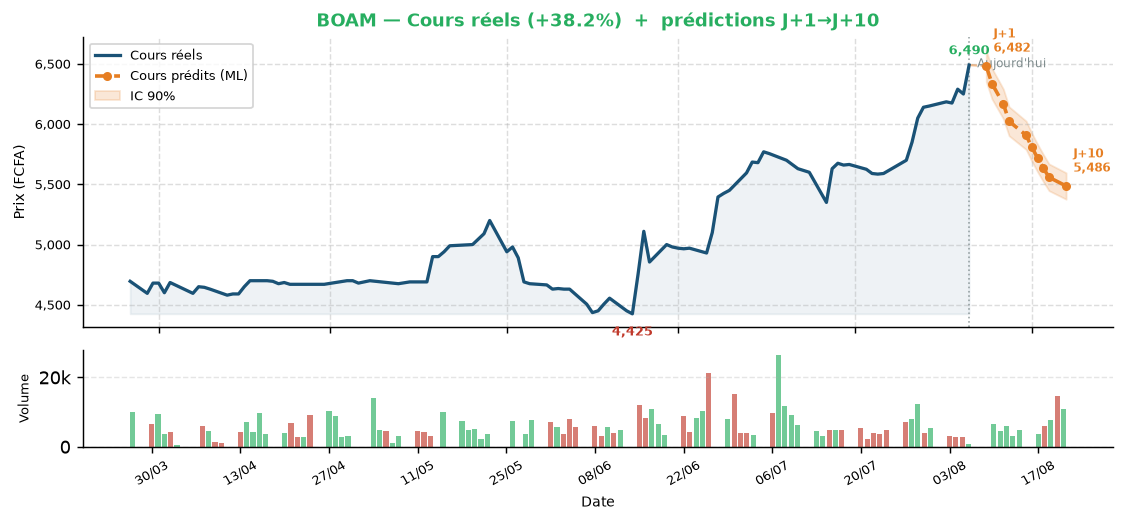 BOAM — Cours réels (+38.2%)  +  prédictions J+1→J+10
Cours réels
Cours prédits (ML)
IC 90%
J+1
6,482
6,490
Aujourd'hui
J+10
5,486
4,425
Prix (FCFA)
6,500
6,000
5,500
5,000
4,500
Volume
20k
0
30/03
13/04
27/04
11/05
25/05
08/06
22/06
06/07
20/07
03/08
17/08
Date